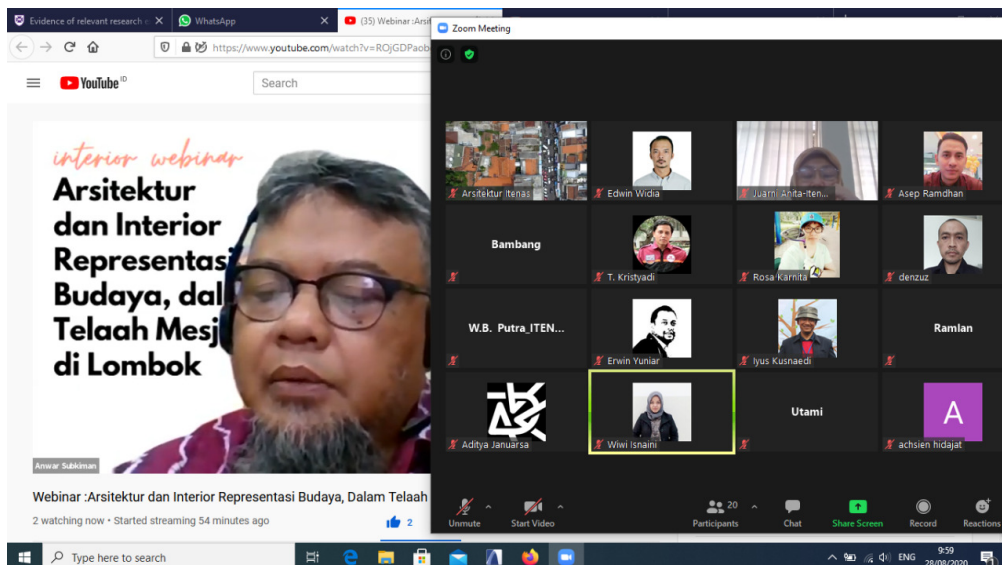 Evidence of relevant research
WhatsApp
(35) Webinar :Arsit
Zoom Meeting
https://www.youtube.com/watch?v=ROjGDPaob
YouTube ID
Search
interior webinar
Arsitektur
dan Interior
Representasi
Budaya, dal
Telaah Mesj
di Lombok
Anwar Subkiman
Webinar :Arsitektur dan Interior Representasi Budaya, Dalam Telaah
2 watching now • Started streaming 54 minutes ago
2
Arsitektur Itenas
Edwin Widia
Juarni Anita-Iten...
Asep Ramdhan
Bambang
T. Kristyadi
Rosa Karnita
denzuz
W.B. Putra_ITEN...
Erwin Yuniar
Iyus Kusnaedi
Ramlan
Aditya Januarsa
Wiwi Isnaini
Utami
A
achsien hidajat
Unmute
Start Video
20
Participants
Chat
Share Screen
Record
Reactions
Type here to search
ENG
9:59
28/08/2020